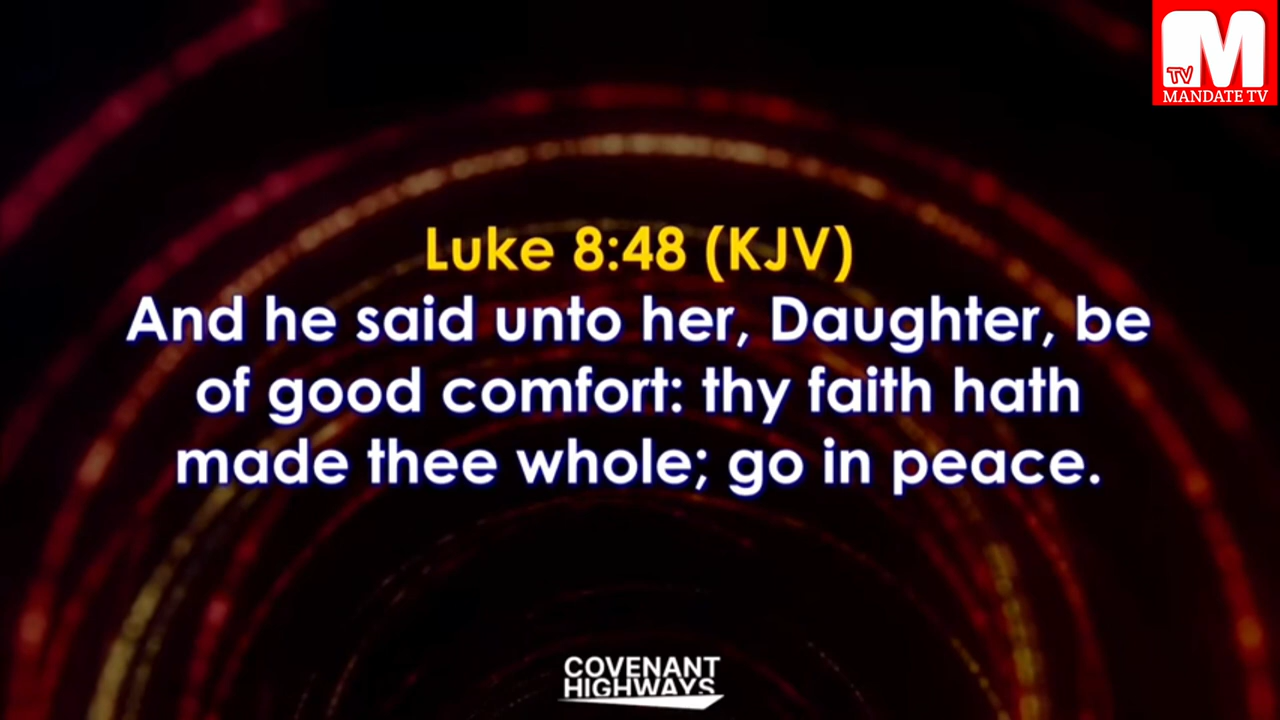 M
TV
MANDATE TV
Luke 8:48 (KJV)
And he said unto her, Daughter, be
of good comfort: thy faith hath
made thee whole; go in peace.
COVENANT
HIGHWAYS